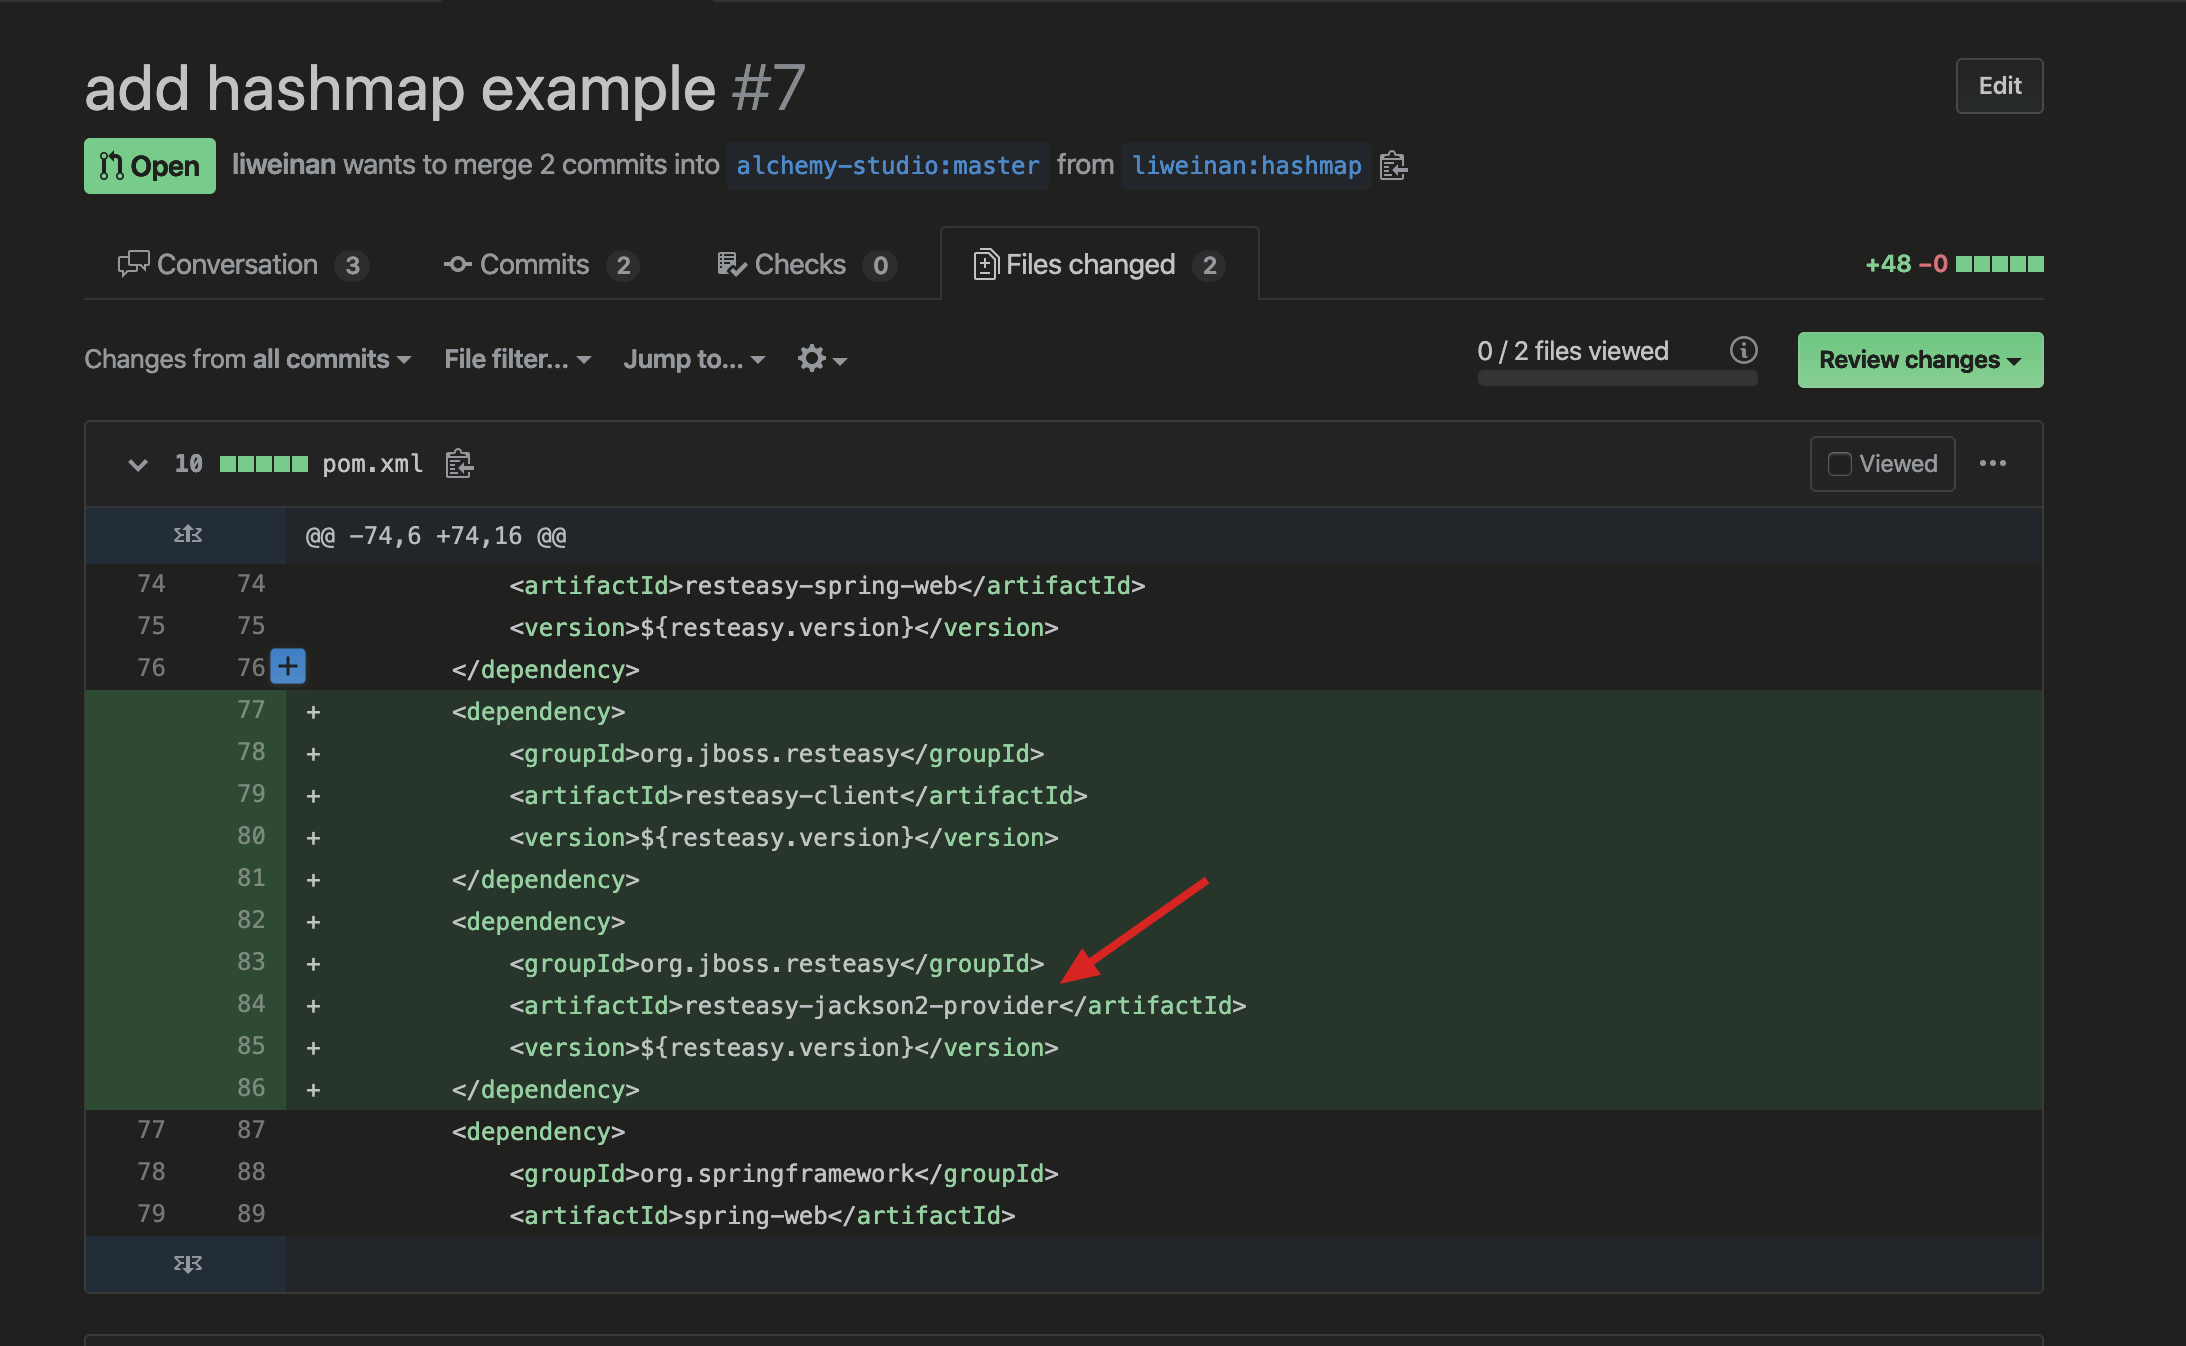 add hashmap example #7
Edit
Open liweinan wants to merge 2 commits into alchemy-studio:master from liweinan:hashmap
Conversation 3 Commits 2 Checks 0 Files changed 2 +48 −0
Changes from all commits File filter... Jump to... 0 / 2 files viewed Review changes
10 pom.xml Viewed
@@ -74,6 +74,16 @@
74 74 <artifactId>resteasy-spring-web</artifactId>
75 75 <version>${resteasy.version}</version>
76 76 + </dependency>
77 + <dependency>
78 + <groupId>org.jboss.resteasy</groupId>
79 + <artifactId>resteasy-client</artifactId>
80 + <version>${resteasy.version}</version>
81 + </dependency>
82 + <dependency>
83 + <groupId>org.jboss.resteasy</groupId>
84 + <artifactId>resteasy-jackson2-provider</artifactId>
85 + <version>${resteasy.version}</version>
86 + </dependency>
77 87 <dependency>
78 88 <groupId>org.springframework</groupId>
79 89 <artifactId>spring-web</artifactId>